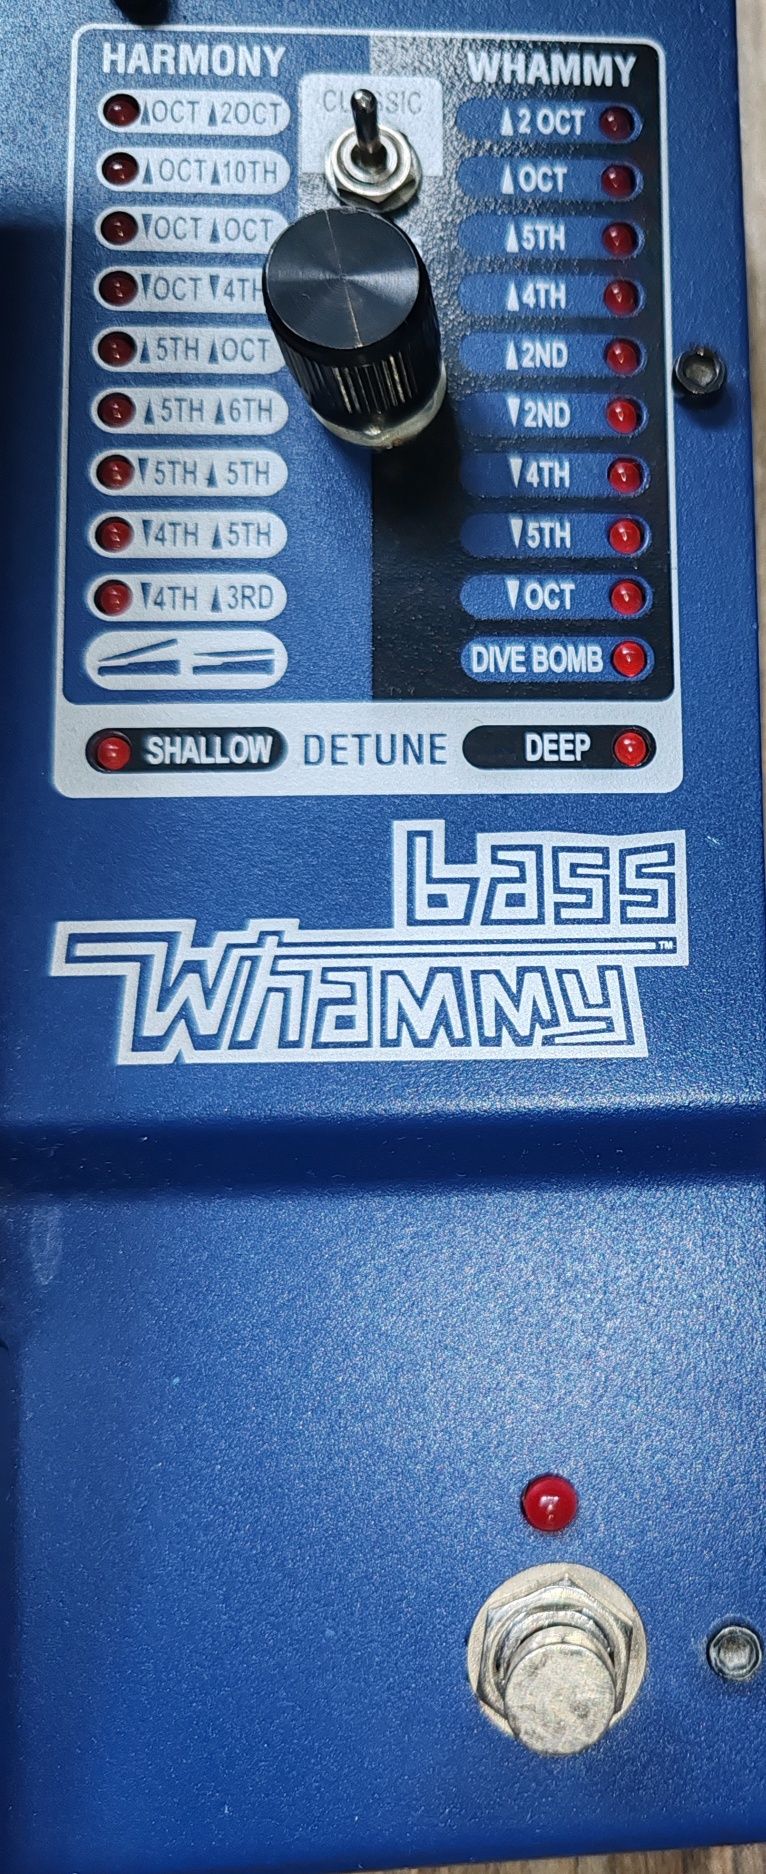 HARMONY
WHAMMY
CLASSIC
▲OCT ▲2OCT
▲OCT ▲10TH
▼OCT ▲OCT
▼OCT ▼4TH
▲5TH ▲OCT
▲5TH ▲6TH
▼5TH ▲5TH
▼4TH ▲5TH
▼4TH ▲3RD
▲2 OCT
▲OCT
▲5TH
▲4TH
▲2ND
▼2ND
▼4TH
▼5TH
▼OCT
DIVE BOMB
SHALLOW DETUNE DEEP
bass
Whammy™